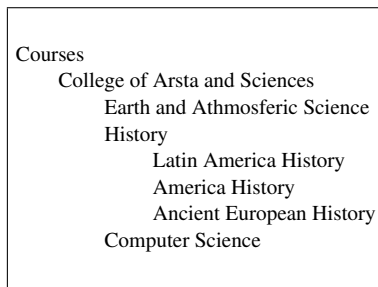 Courses
College of Arsta and Sciences
Earth and Athmosferic Science
History
Latin America History
America History
Ancient European History
Computer Science